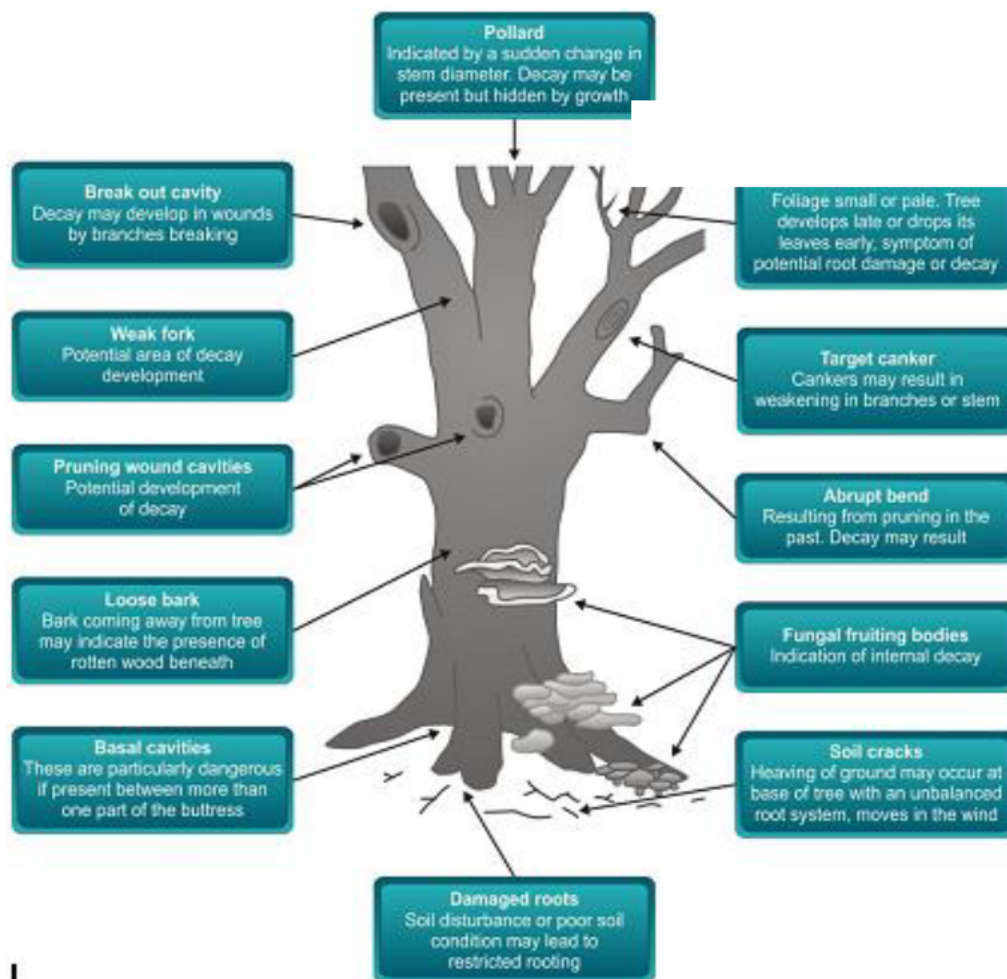 Pollard
Indicated by a sudden change in
stem diameter. Decay may be
present but hidden by growth
Break out cavity
Decay may develop in wounds
by branches breaking
Foliage small or pale. Tree
develops late or drops its
leaves early, symptom of
potential root damage or decay
Weak fork
Potential area of decay
development
Target canker
Cankers may result in
weakening in branches or stem
Pruning wound cavities
Potential development
of decay
Abrupt bend
Resulting from pruning in the
past. Decay may result
Loose bark
Bark coming away from tree
may indicate the presence of
rotten wood beneath
Fungal fruiting bodies
Indication of internal decay
Basal cavities
These are particularly dangerous
if present between more than
one part of the buttress
Soil cracks
Heaving of ground may occur at
base of tree with an unbalanced
root system, moves in the wind
Damaged roots
Soil disturbance or poor soil
condition may lead to
restricted rooting